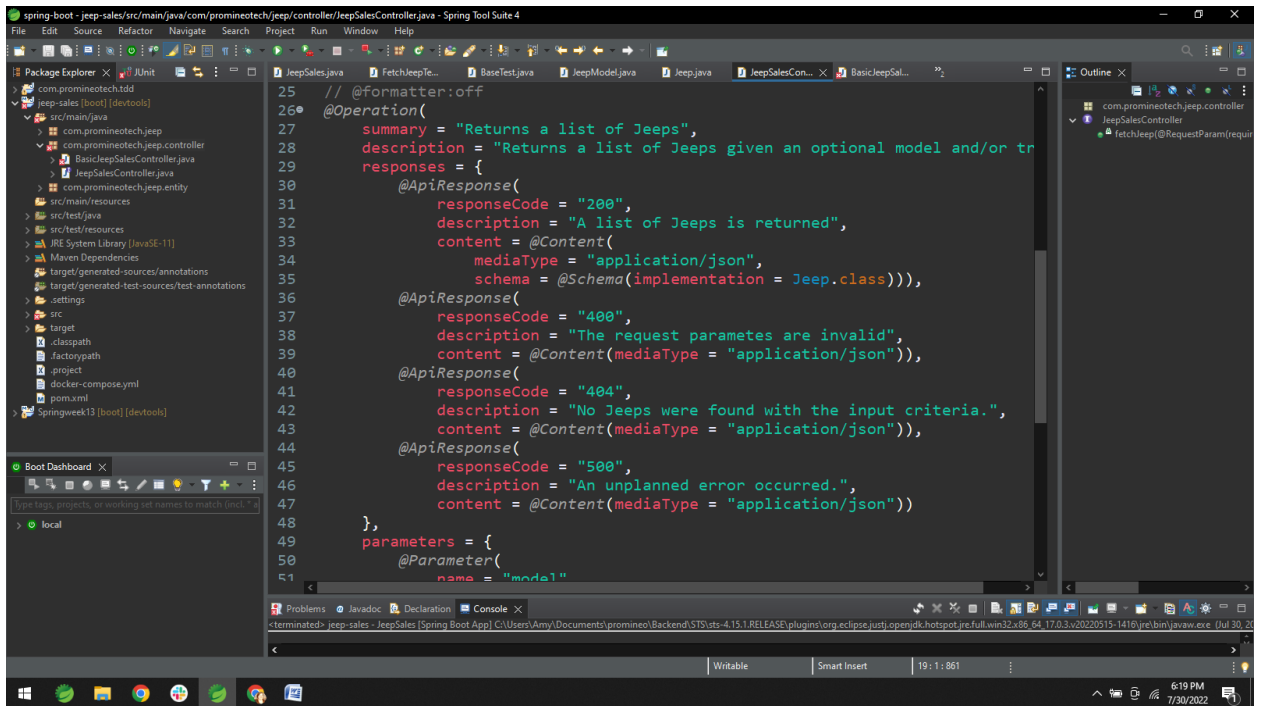 spring-boot - jeep-sales/src/main/java/com/promineotech/jeep/controller/JeepSalesController.java - Spring Tool Suite 4
File Edit Source Refactor Navigate Search Project Run Window Help
Package Explorer JUnit
com.promineotech.tdd
jeep-sales [boot] [devtools]
src/main/java
com.promineotech.jeep
com.promineotech.jeep.controller
BasicJeepSalesController.java
JeepSalesController.java
com.promineotech.jeep.entity
src/main/resources
src/test/java
src/test/resources
JRE System Library [JavaSE-11]
Maven Dependencies
target/generated-sources/annotations
target/generated-test-sources/test-annotations
.settings
src
target
.classpath
.factorypath
.project
docker-compose.yml
pom.xml
Springweek13 [boot] [devtools]
Boot Dashboard
Type tags, projects, or working set names to match (incl. * a
local
JeepSales.java FetchJeepTe... BaseTest.java JeepModel.java Jeep.java JeepSalesCon... BasicJeepSal... »2
25 // @formatter:off
26 @Operation(
27 summary = "Returns a list of Jeeps",
28 description = "Returns a list of Jeeps given an optional model and/or tr
29 responses = {
30 @ApiResponse(
31 responseCode = "200",
32 description = "A list of Jeeps is returned",
33 content = @Content(
34 mediaType = "application/json",
35 schema = @Schema(implementation = Jeep.class))),
36 @ApiResponse(
37 responseCode = "400",
38 description = "The request parametes are invalid",
39 content = @Content(mediaType = "application/json")),
40 @ApiResponse(
41 responseCode = "404",
42 description = "No Jeeps were found with the input criteria.",
43 content = @Content(mediaType = "application/json")),
44 @ApiResponse(
45 responseCode = "500",
46 description = "An unplanned error occurred.",
47 content = @Content(mediaType = "application/json"))
48 },
49 parameters = {
50 @Parameter(
51 name = "model"
Outline
com.promineotech.jeep.controller
JeepSalesController
fetchJeep(@RequestParam(requir
Problems Javadoc Declaration Console
<terminated> jeep-sales - JeepSales [Spring Boot App] C:\Users\Amy\Documents\promineo\Backend\STS\sts-4.15.1.RELEASE\plugins\org.eclipse.justj.openjdk.hotspot.jre.full.win32.x86_64_17.0.3.v20220515-1416\jre\bin\javaw.exe (Jul 30, 20
Writable Smart Insert 19 : 1 : 861
6:19 PM
7/30/2022